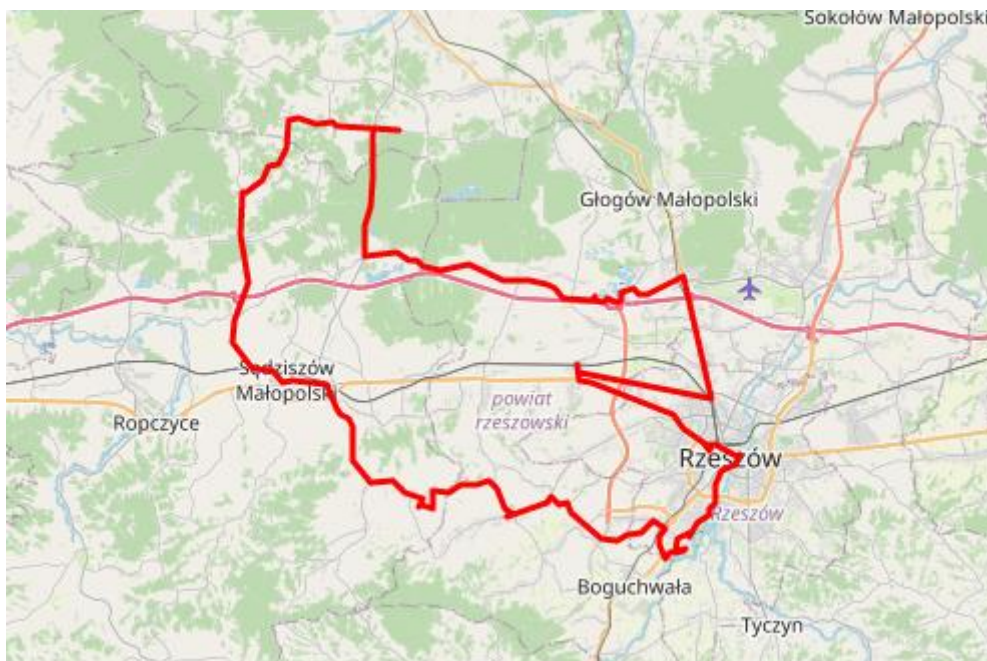 Sokołów Małopolski
Głogów Małopolski
Sędziszów
Małopolski
Ropczyce
powiat
rzeszowski
Rzeszów
Rzeszów
Boguchwała
Tyczyn